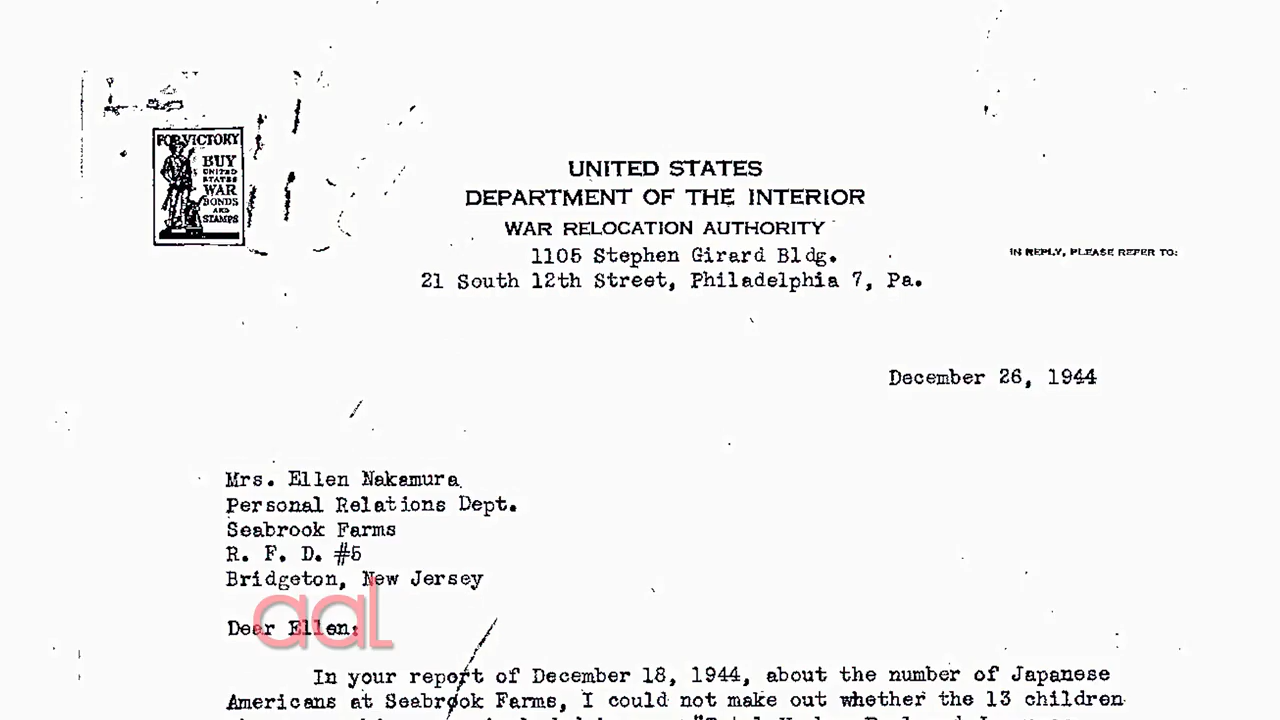 FOR VICTORY
BUY
UNITED
STATES
WAR
BONDS
AND
STAMPS
UNITED STATES
DEPARTMENT OF THE INTERIOR
WAR RELOCATION AUTHORITY
1105 Stephen Girard Bldg.
21 South 12th Street, Philadelphia 7, Pa.
IN REPLY, PLEASE REFER TO:
December 26, 1944
Mrs. Ellen Nakamura
Personal Relations Dept.
Seabrook Farms
R. F. D. #5
Bridgeton, New Jersey
aal
Dear Ellen:
In your report of December 18, 1944, about the number of Japanese
Americans at Seabrook Farms, I could not make out whether the 13 children